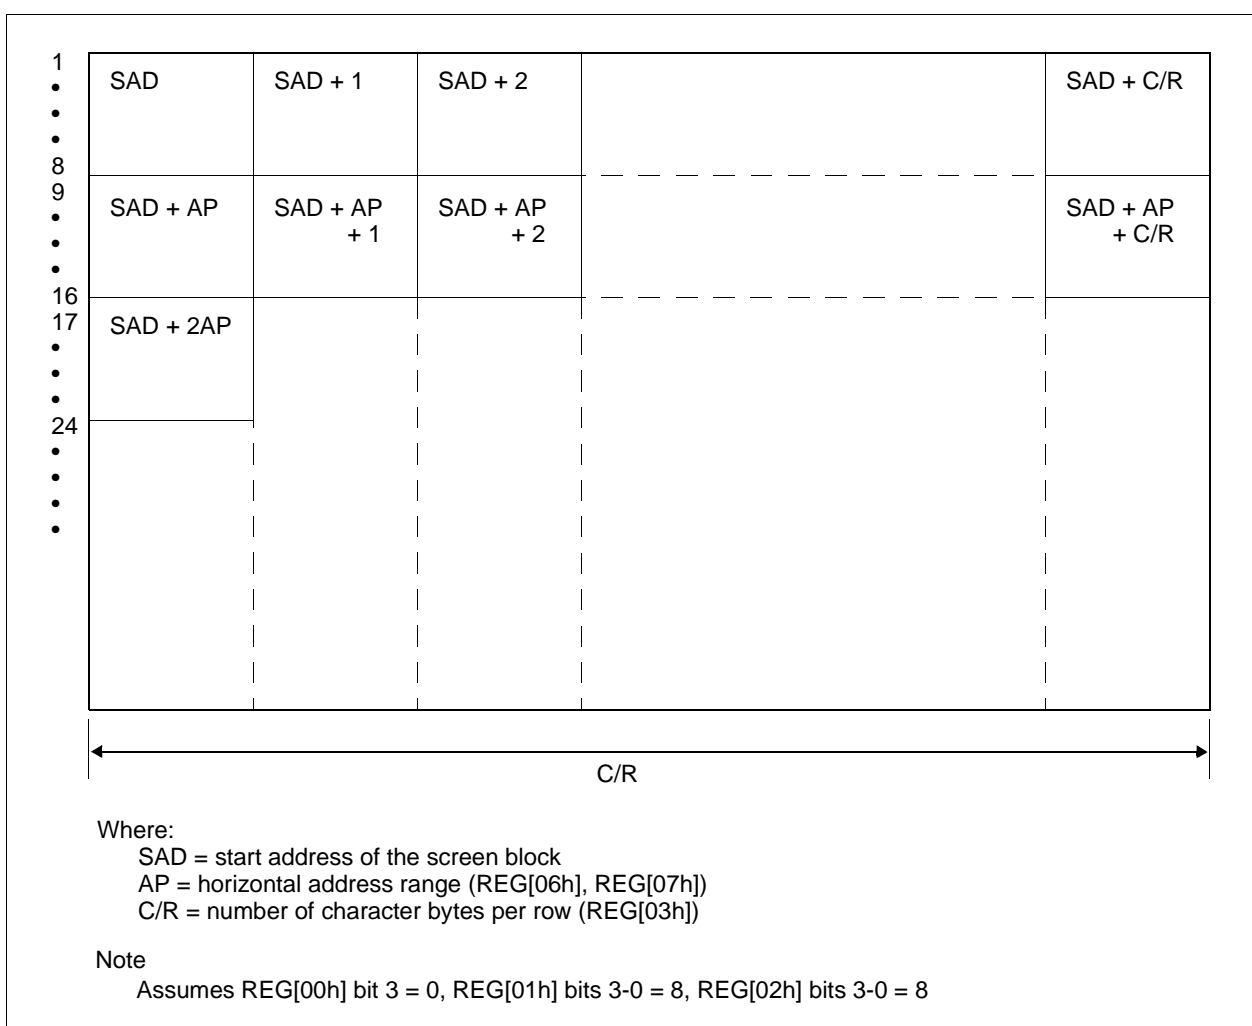 1
SAD SAD + 1 SAD + 2 SAD + C/R
•
•
•
8
9
SAD + AP SAD + AP SAD + AP SAD + AP
•
+ 1 + 2 + C/R
•
•
16
17
SAD + 2AP
•
•
•
24
•
•
•
•
C/R
Where:
SAD = start address of the screen block
AP = horizontal address range (REG[06h], REG[07h])
C/R = number of character bytes per row (REG[03h])
Note
Assumes REG[00h] bit 3 = 0, REG[01h] bits 3-0 = 8, REG[02h] bits 3-0 = 8